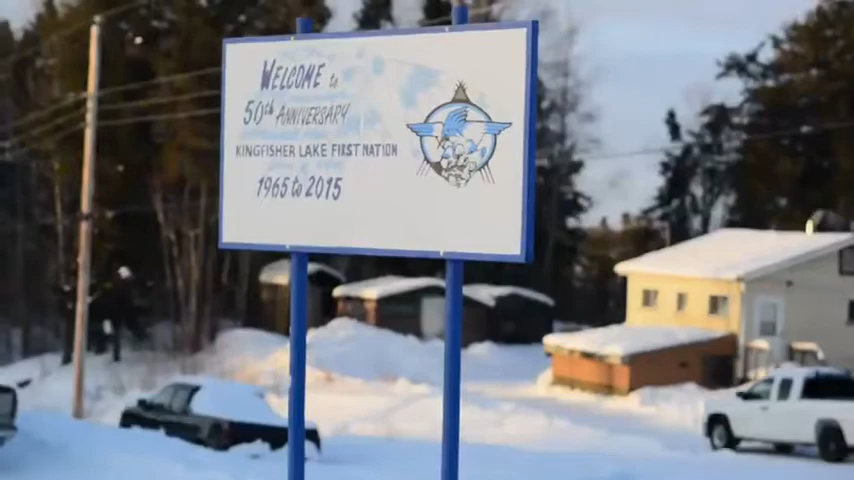 WELCOME to
50th ANNIVERSARY
KINGFISHER LAKE FIRST NATION
1965 to 2015